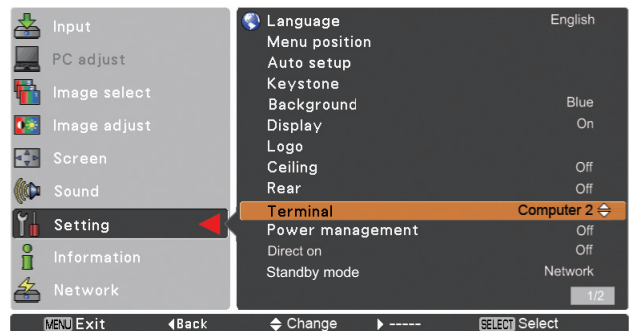 Input
PC adjust
Image select
Image adjust
Screen
Sound
Setting
Information
Network
Language English
Menu position
Auto setup
Keystone
Background Blue
Display On
Logo
Ceiling Off
Rear Off
Terminal Computer 2
Power management Off
Direct on Off
Standby mode Network
1/2
MENU Exit Back Change ----- SELECT Select